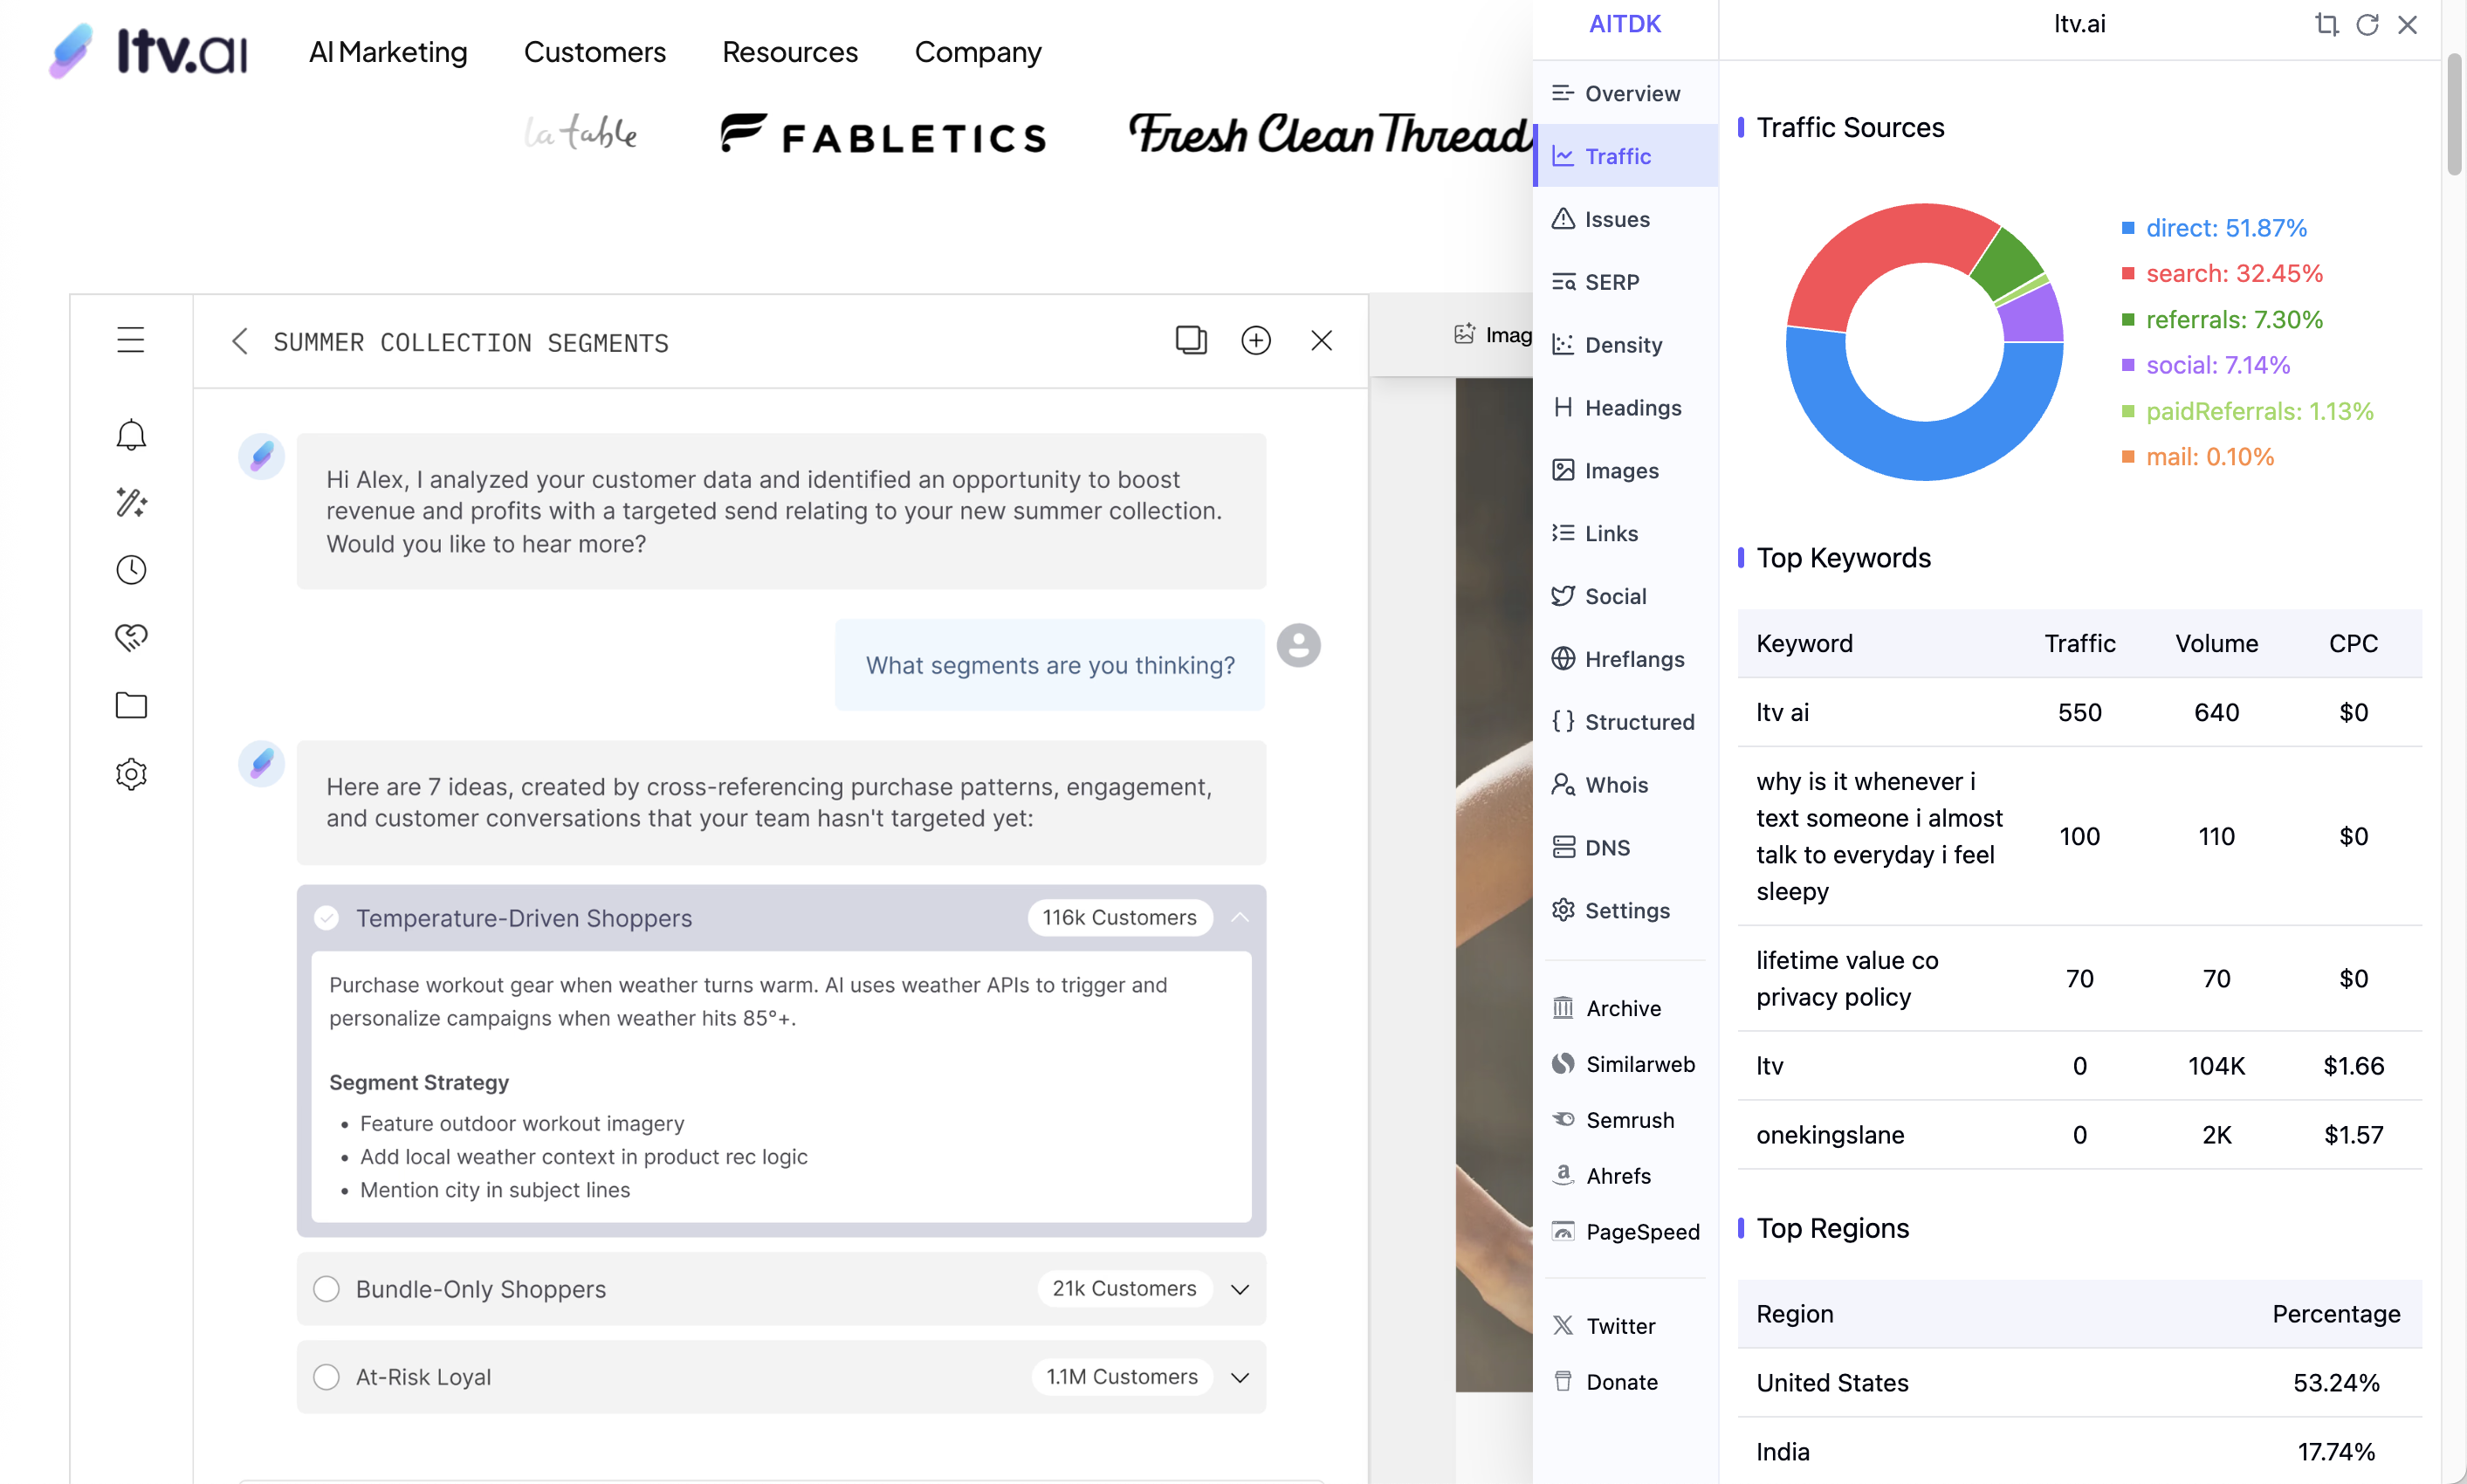 ltv.ai
AI Marketing
Customers
Resources
Company
la table
FABLETICS
Fresh Clean Thread
SUMMER COLLECTION SEGMENTS
Imag
Hi Alex, I analyzed your customer data and identified an opportunity to boost
revenue and profits with a targeted send relating to your new summer collection.
Would you like to hear more?
What segments are you thinking?
Here are 7 ideas, created by cross-referencing purchase patterns, engagement,
and customer conversations that your team hasn't targeted yet:
Temperature-Driven Shoppers
116k Customers
Purchase workout gear when weather turns warm. AI uses weather APIs to trigger and
personalize campaigns when weather hits 85°+.
Segment Strategy
• Feature outdoor workout imagery
• Add local weather context in product rec logic
• Mention city in subject lines
Bundle-Only Shoppers
21k Customers
At-Risk Loyal
1.1M Customers
AITDK
ltv.ai
Overview
Traffic
Issues
SERP
Density
Headings
Images
Links
Social
Hreflangs
Structured
Whois
DNS
Settings
Archive
Similarweb
Semrush
Ahrefs
PageSpeed
Twitter
Donate
Traffic Sources
direct: 51.87%
search: 32.45%
referrals: 7.30%
social: 7.14%
paidReferrals: 1.13%
mail: 0.10%
Top Keywords
Keyword Traffic Volume CPC
ltv ai 550 640 $0
why is it whenever i
text someone i almost
talk to everyday i feel
sleepy
100 110 $0
lifetime value co
privacy policy
70 70 $0
ltv 0 104K $1.66
onekingslane 0 2K $1.57
Top Regions
Region Percentage
United States 53.24%
India 17.74%